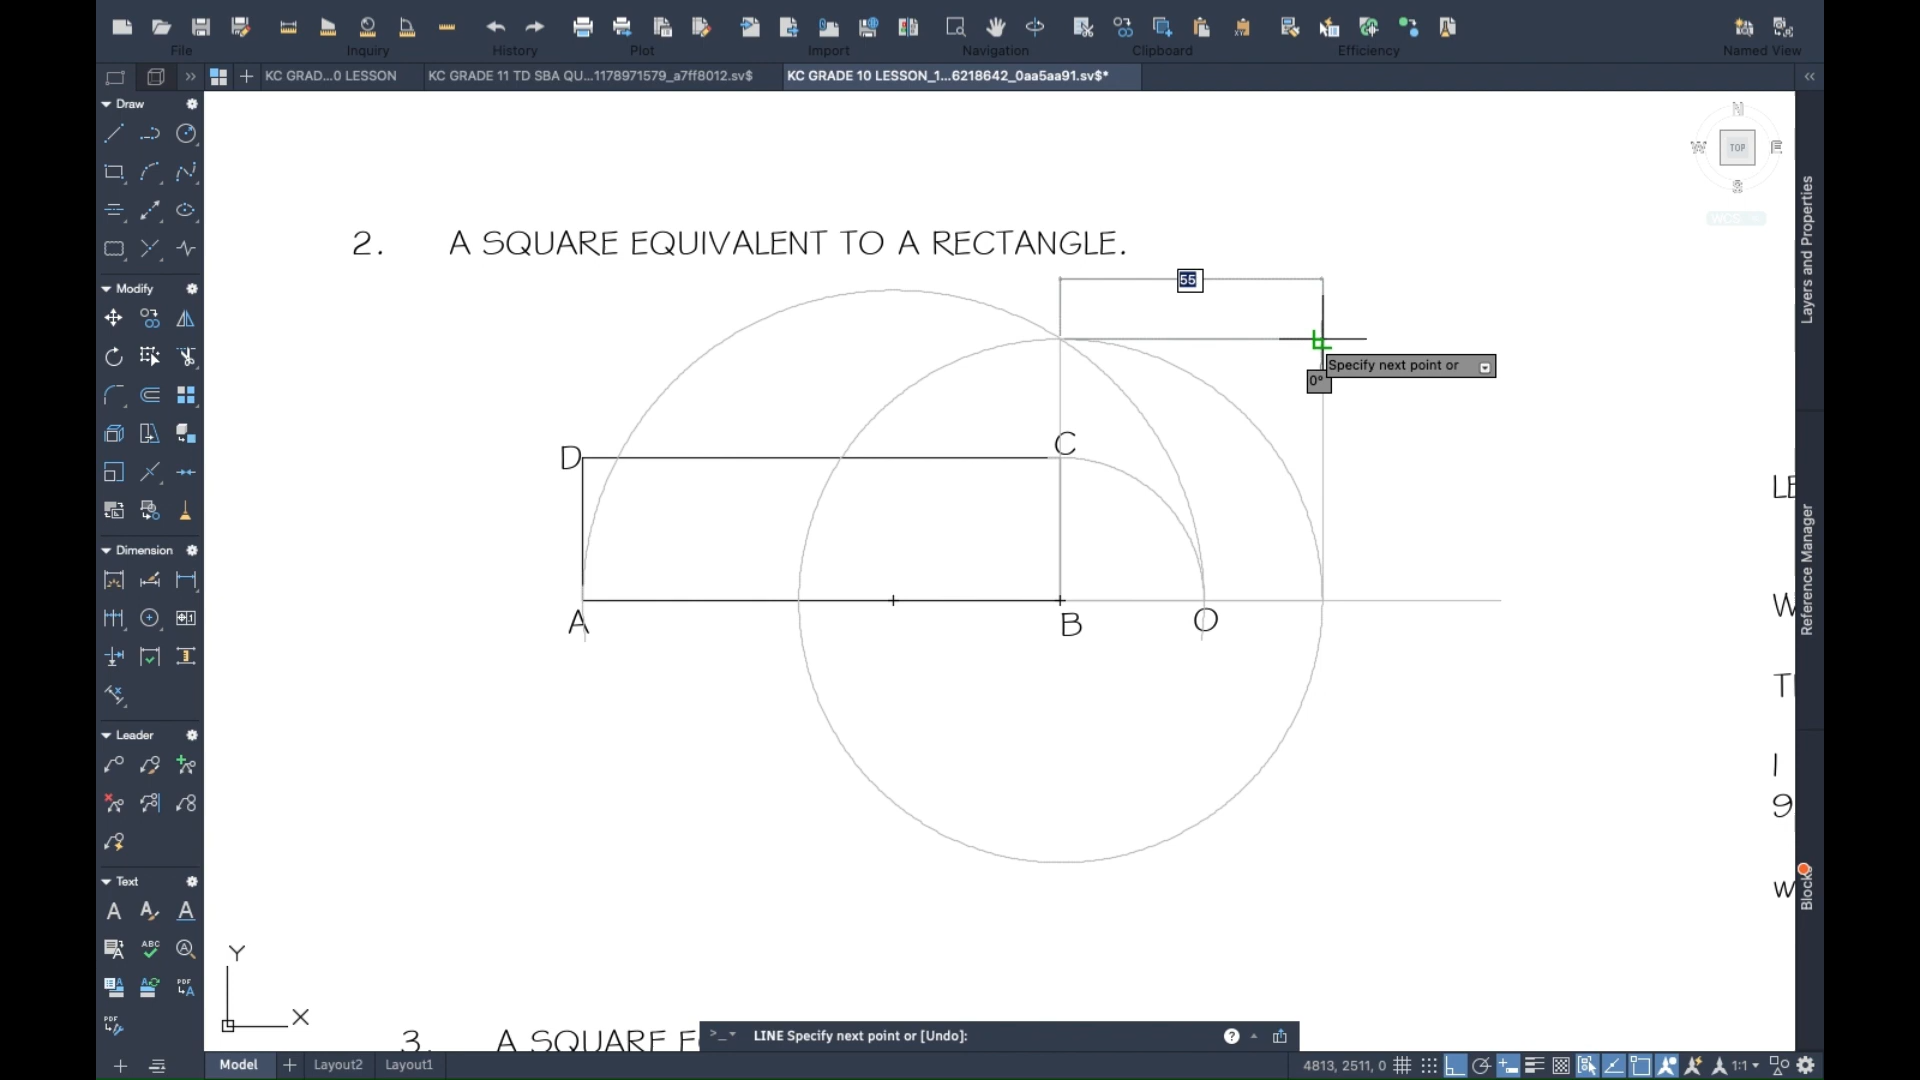 File
Inquiry
History
Plot
Import
Navigation
Clipboard
Efficiency
Named View
KC GRAD...0 LESSON
KC GRADE 11 TD SBA QU...1178971579_a7ff8012.sv$
KC GRADE 10 LESSON_1...6218642_0aa5aa91.sv$*
Draw
Modify
Dimension
Leader
Text
2. A SQUARE EQUIVALENT TO A RECTANGLE.
55
Specify next point or
0°
D
C
A
B
O
N
W
TOP
E
S
WCS
Layers and Properties
Reference Manager
Blocks
LE
W
T
I
9
W
Y
X
3. A SQUARE E
>_ LINE Specify next point or [Undo]:
Model
Layout2
Layout1
4813, 2511, 0
1:1